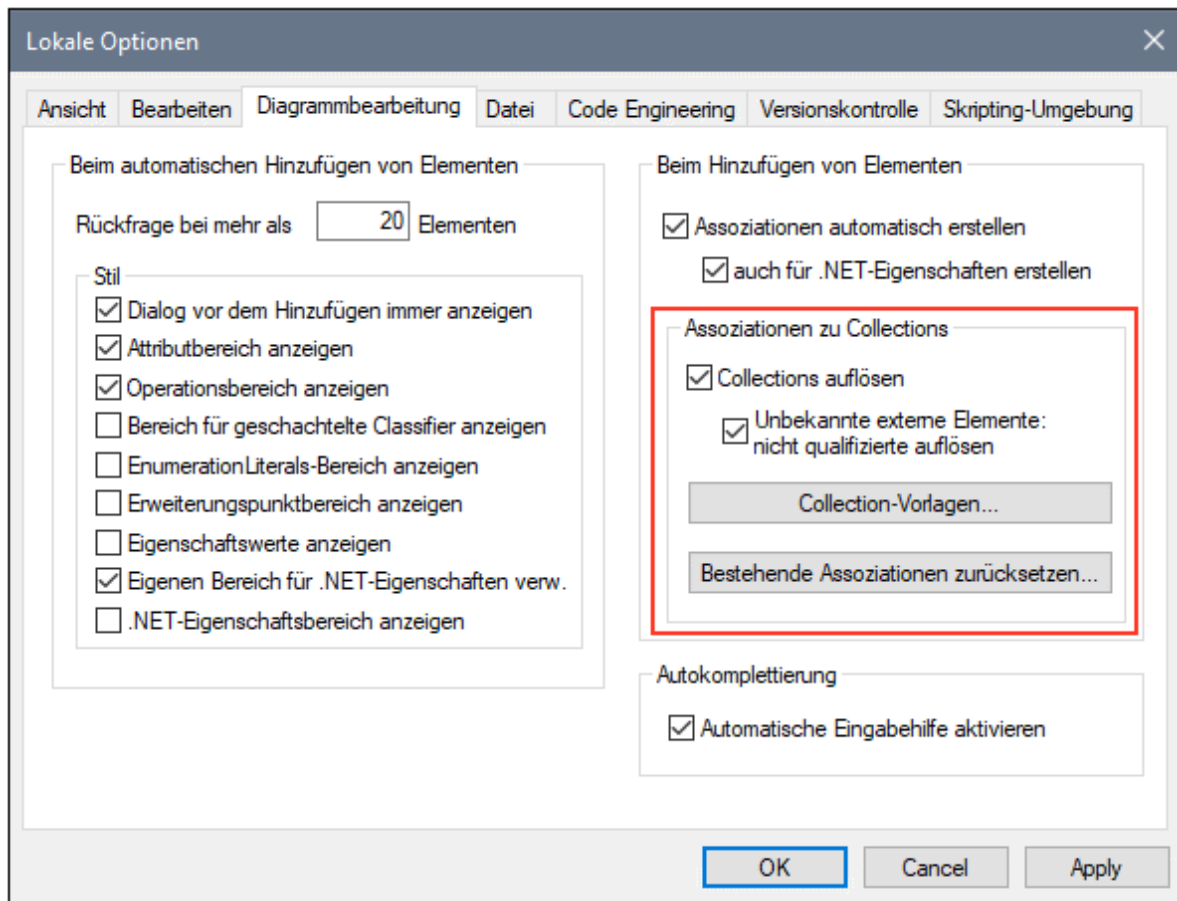 Lokale Optionen
Ansicht Bearbeiten Diagrammbearbeitung Datei Code Engineering Versionskontrolle Skripting-Umgebung
Beim automatischen Hinzufügen von Elementen
Rückfrage bei mehr als 20 Elementen
Stil
Dialog vor dem Hinzufügen immer anzeigen
Attributbereich anzeigen
Operationsbereich anzeigen
Bereich für geschachtelte Classifier anzeigen
EnumerationLiterals-Bereich anzeigen
Erweiterungspunktbereich anzeigen
Eigenschaftswerte anzeigen
Eigenen Bereich für .NET-Eigenschaften verw.
.NET-Eigenschaftsbereich anzeigen
Beim Hinzufügen von Elementen
Assoziationen automatisch erstellen
auch für .NET-Eigenschaften erstellen
Assoziationen zu Collections
Collections auflösen
Unbekannte externe Elemente:
nicht qualifizierte auflösen
Collection-Vorlagen...
Bestehende Assoziationen zurücksetzen...
Autokomplettierung
Automatische Eingabehilfe aktivieren
OK Cancel Apply